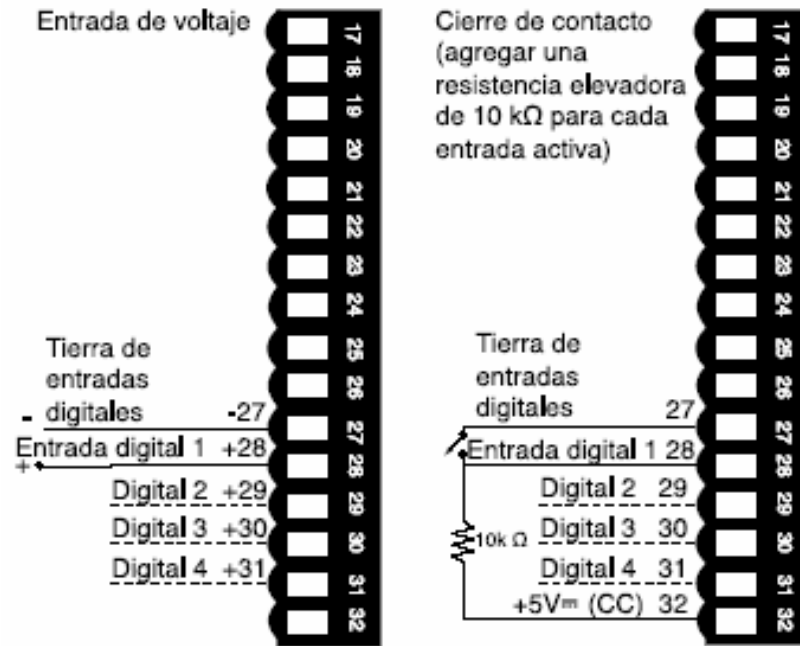 Entrada de voltaje
17
18
19
20
21
22
23
24
25
26
27
28
29
30
31
32
Tierra de
entradas
digitales -27
-
Entrada digital 1 +28
+
Digital 2 +29
Digital 3 +30
Digital 4 +31
Cierre de contacto
(agregar una
resistencia elevadora
de 10 kΩ para cada
entrada activa)
17
18
19
20
21
22
23
24
25
26
27
28
29
30
31
32
Tierra de
entradas
digitales 27
Entrada digital 1 28
Digital 2 29
10k Ω
Digital 3 30
Digital 4 31
+5V⎓ (CC) 32